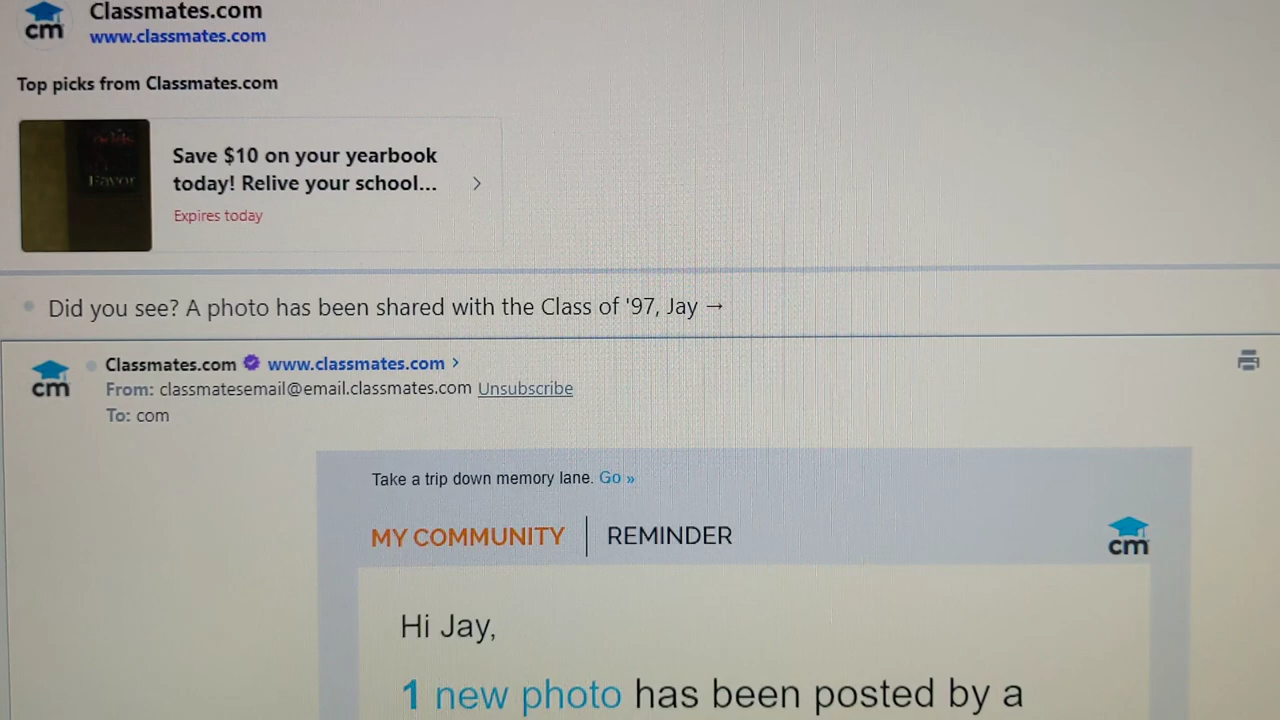 cm
Classmates.com
www.classmates.com
Top picks from Classmates.com
Favor
Save $10 on your yearbook
today! Relive your school...
Expires today
Did you see? A photo has been shared with the Class of '97, Jay →
cm
Classmates.com www.classmates.com >
From: classmatesemail@email.classmates.com Unsubscribe
To: com
Take a trip down memory lane. Go »
MY COMMUNITY | REMINDER
cm
Hi Jay,
1 new photo has been posted by a